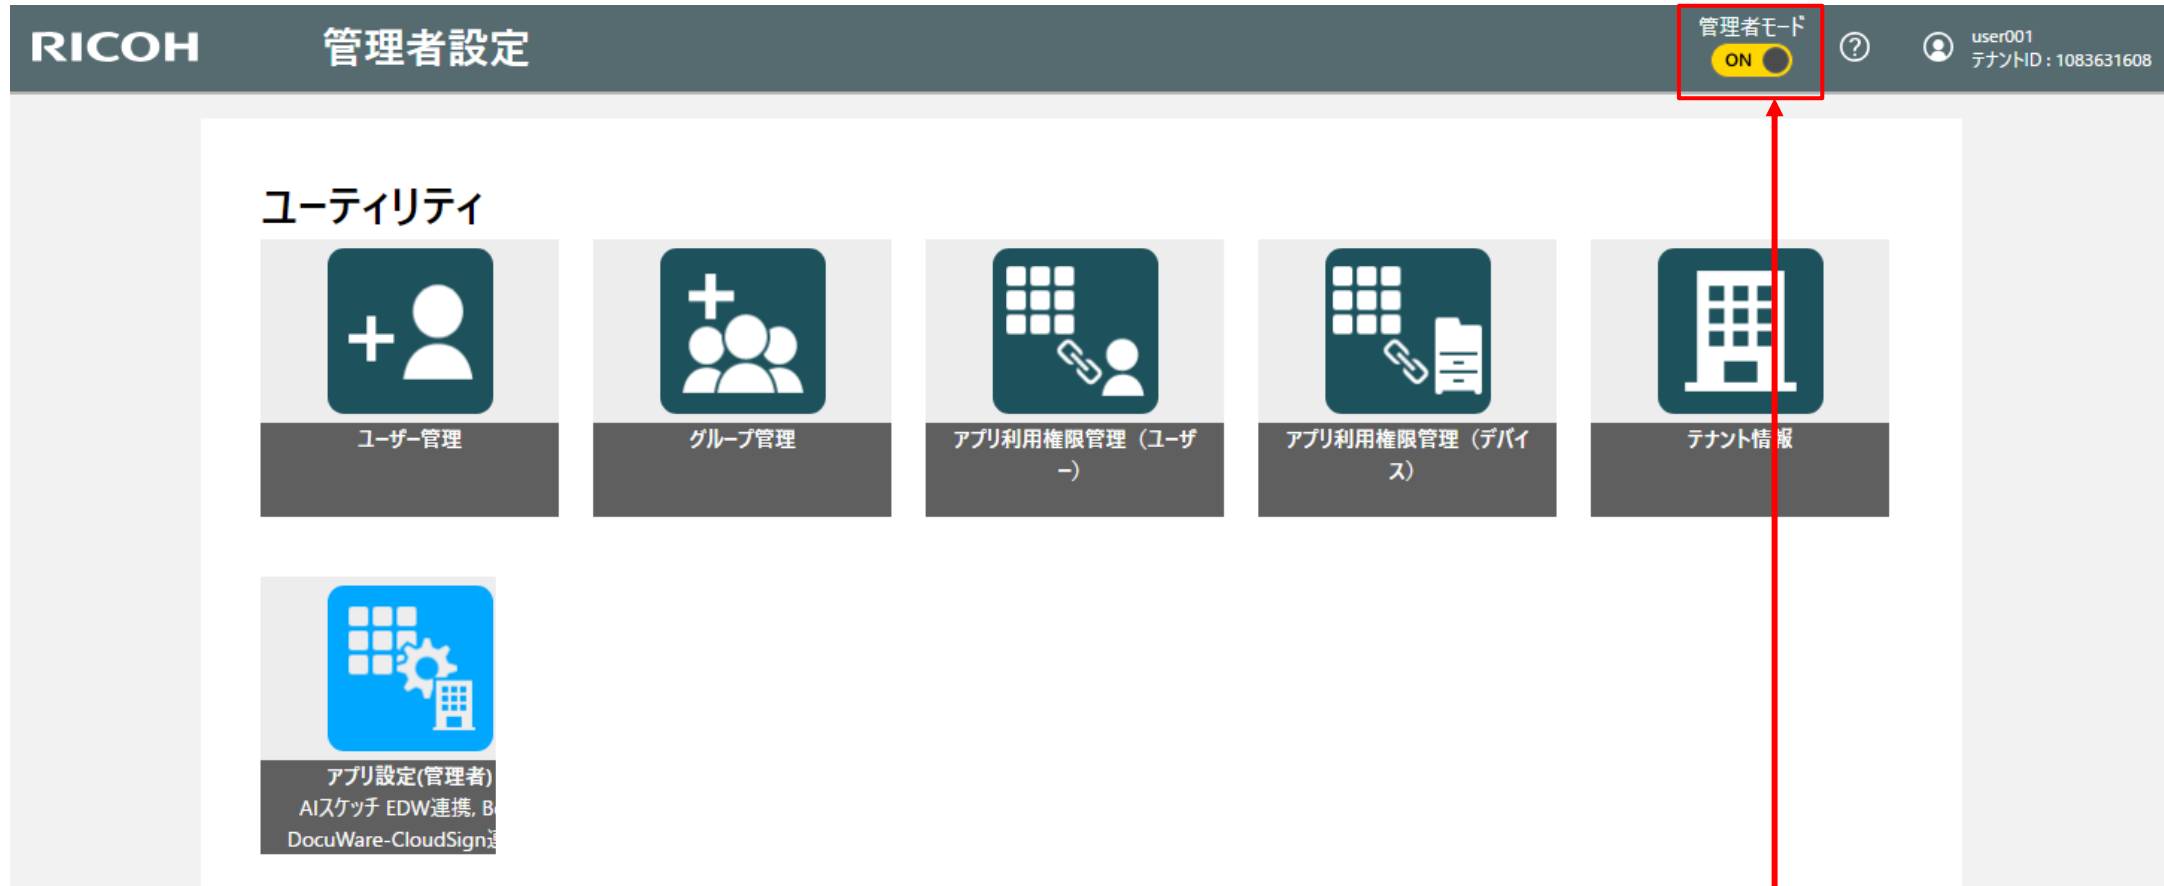 RICOH
管理者設定
管理者モード
ON
?
user001
テナントID : 1083631608
ユーティリティ
ユーザー管理
グループ管理
アプリ利用権限管理（ユーザ
ー）
アプリ利用権限管理（デバイ
ス）
テナント情報
アプリ設定(管理者)
AIスケッチ EDW連携,
DocuWare-CloudSign